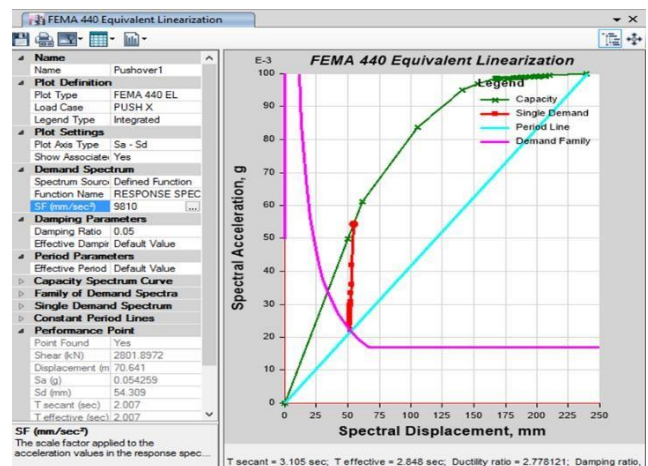 FEMA 440 Equivalent Linearization
Name
Name Pushover1
Plot Definition
Plot Type FEMA 440 EL
Load Case PUSH X
Legend Type Integrated
Plot Settings
Plot Axis Type Sa - Sd
Show Associate Yes
Demand Spectrum
Spectrum Sourc Defined Function
Function Name RESPONSE SPEC
SF (mm/sec²) 9810 ...
Damping Parameters
Damping Ratio 0.05
Effective Dampir Default Value
Period Parameters
Effective Period Default Value
Capacity Spectrum Curve
Family of Demand Spectra
Single Demand Spectrum
Constant Period Lines
Performance Point
Point Found Yes
Shear (kN) 2801.8972
Displacement (m 70.641
Sa (g) 0.054259
Sd (mm) 54.309
T secant (sec) 2.007
T effective (sec) 2.007
SF (mm/sec²)
The scale factor applied to the
acceleration values in the response spec...
E-3
FEMA 440 Equivalent Linearization
Legend
Capacity
Single Demand
Period Line
Demand Family
Spectral Acceleration, g
100
90
80
70
60
50
40
30
20
10
0
0 25 50 75 100 125 150 175 200 225 250
Spectral Displacement, mm
T secant = 3.105 sec; T effective = 2.848 sec; Ductility ratio = 2.778121; Damping ratio,